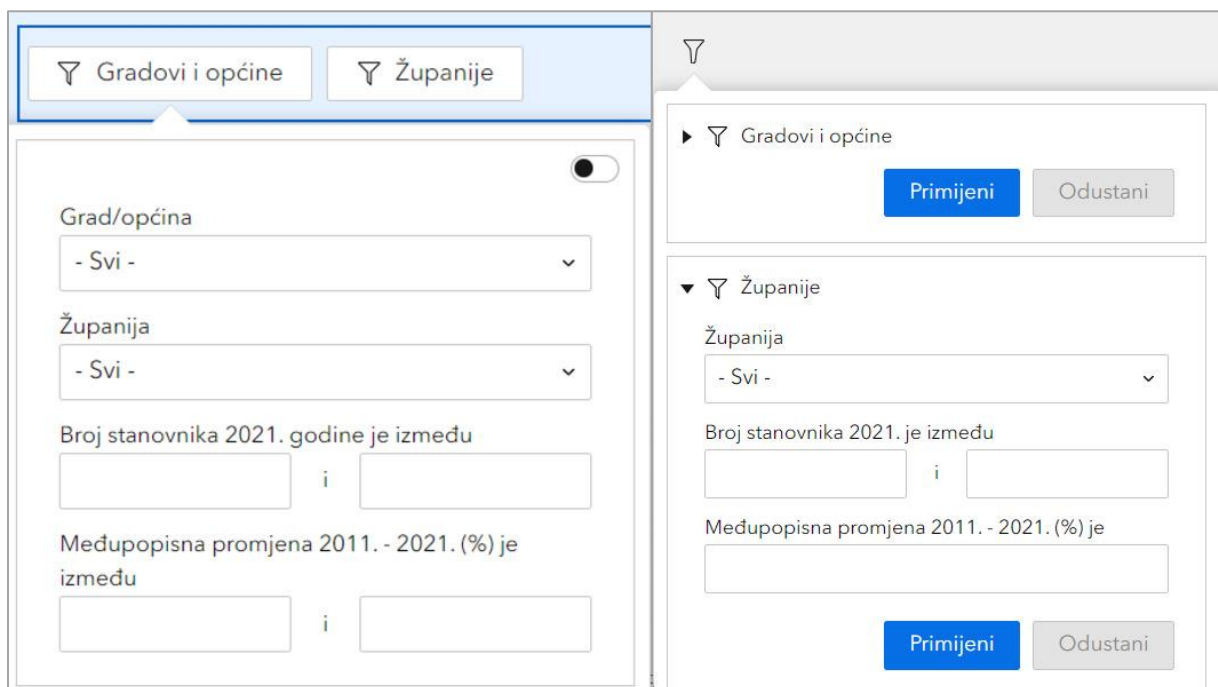 Gradovi i općine
Županije
Grad/općina
- Svi -
Županija
- Svi -
Broj stanovnika 2021. godine je između
i
Međupopisna promjena 2011. - 2021. (%) je
između
i
Gradovi i općine
Primijeni
Odustani
Županije
Županija
- Svi -
Broj stanovnika 2021. je između
i
Međupopisna promjena 2011. - 2021. (%) je
Primijeni
Odustani